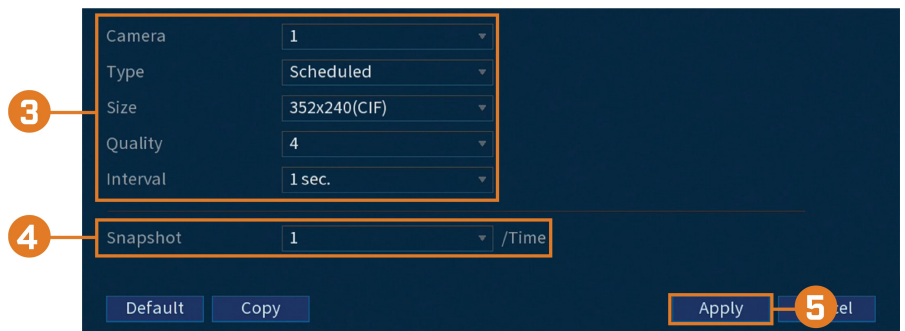 Camera 1
Type Scheduled
3 Size 352x240(CIF)
Quality 4
Interval 1 sec.
4 Snapshot 1 /Time
Default Copy Apply 5